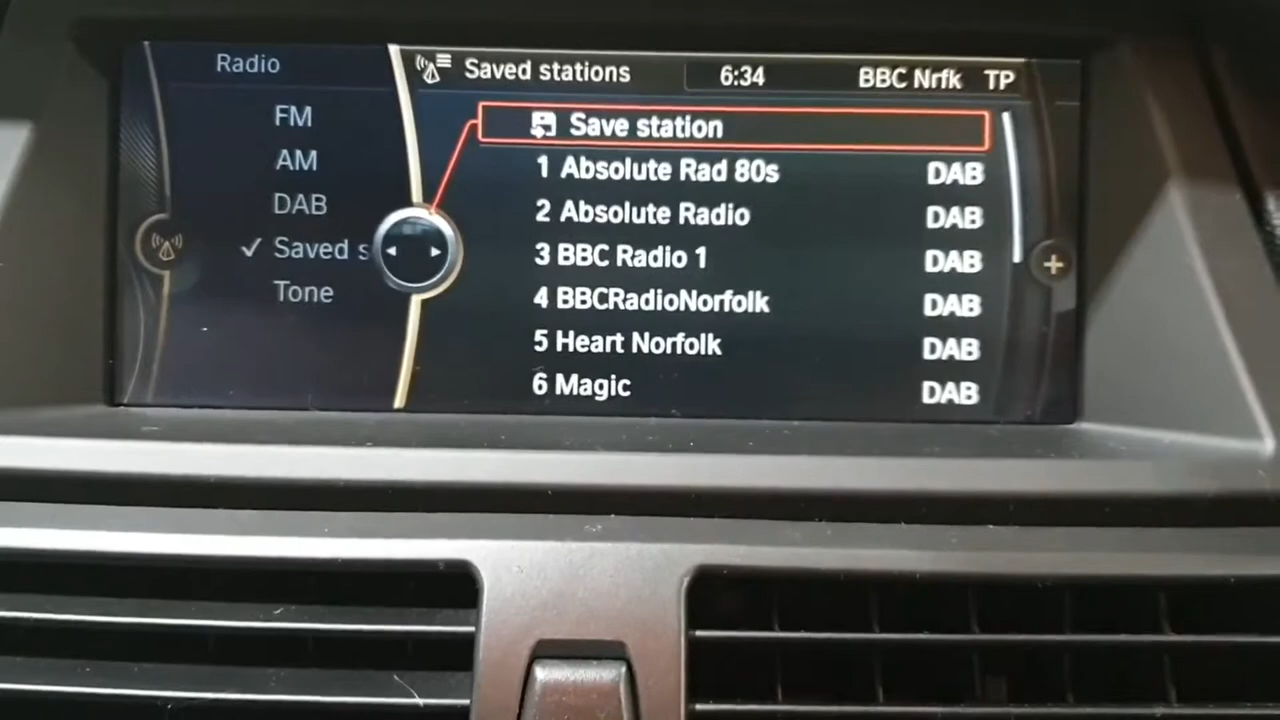 Radio
FM
AM
DAB
✓ Saved s
Tone
Saved stations 6:34 BBC Nrfk TP
Save station
1 Absolute Rad 80s DAB
2 Absolute Radio DAB
3 BBC Radio 1 DAB
4 BBCRadioNorfolk DAB
5 Heart Norfolk DAB
6 Magic DAB